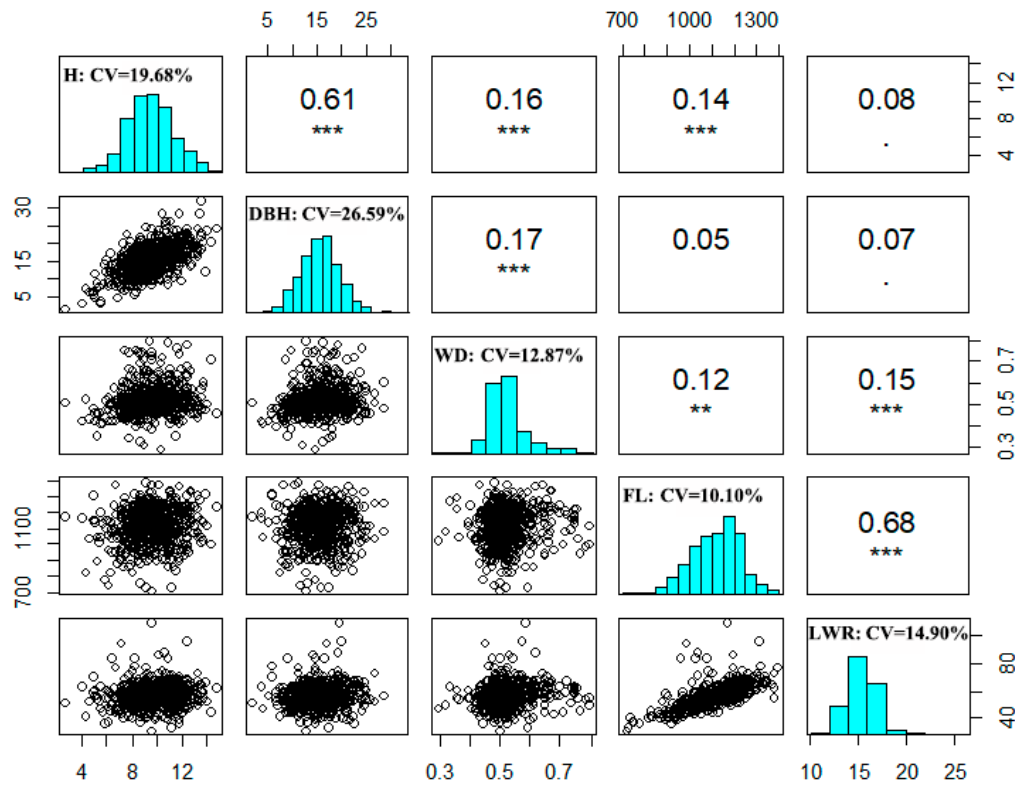 5 15 25 700 1000 1300
H: CV=19.68% 0.61 0.16 0.14 0.08 12
*** *** *** . 8
4
30 DBH: CV=26.59% 0.17 0.05 0.07
15 *** .
5
WD: CV=12.87% 0.12 0.15 0.7
** *** 0.5
0.3
1100 FL: CV=10.10% 0.68
700 ***
LWR: CV=14.90% 80
40
4 8 12 0.3 0.5 0.7 10 15 20 25